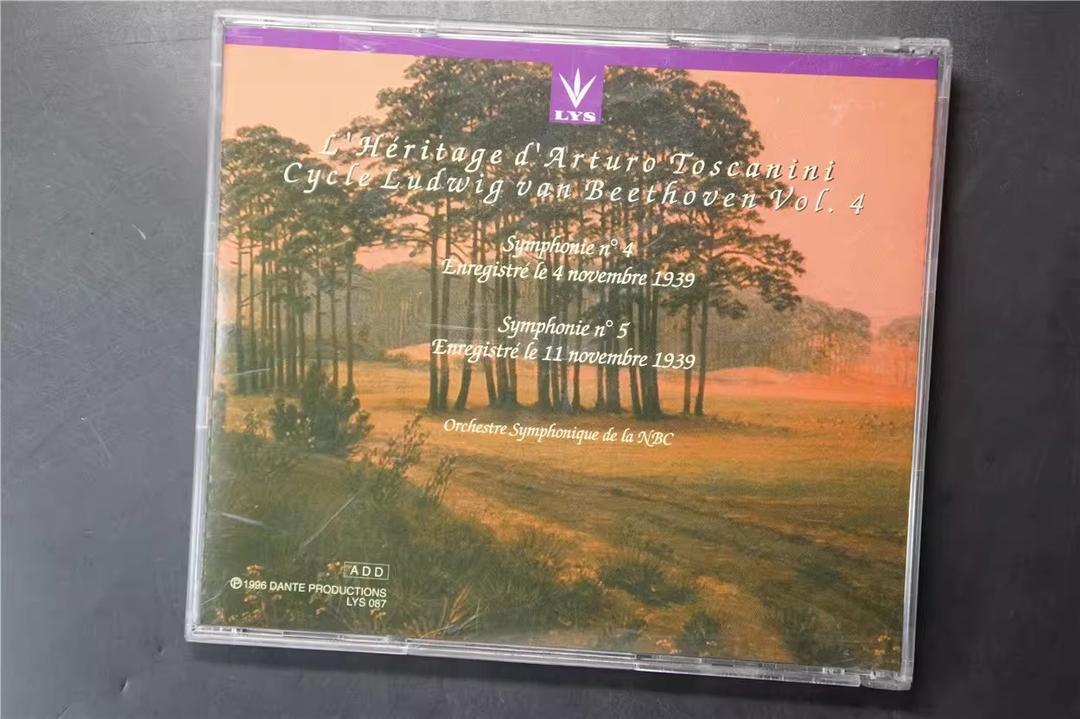 LYS
L'Héritage d'Arturo Toscanini
Cycle Ludwig van Beethoven Vol. 4
Symphonie n° 4
Enregistré le 4 novembre 1939
Symphonie n° 5
Enregistré le 11 novembre 1939
Orchestre Symphonique de la NBC
ADD
℗1996 DANTE PRODUCTIONS
LYS 087